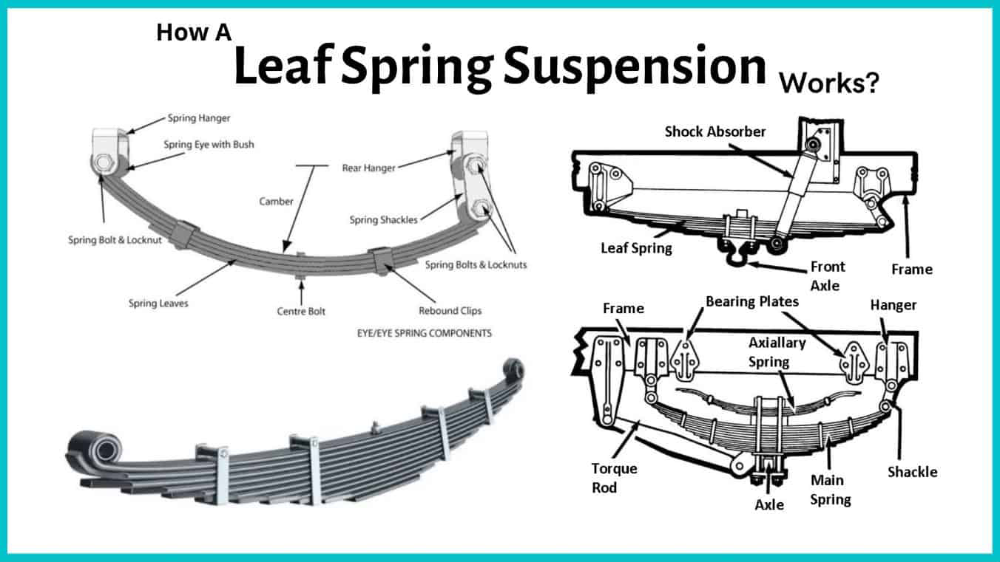 How A
Leaf Spring Suspension
Works?
Spring Hanger
Spring Eye with Bush
Rear Hanger
Camber
Spring Shackles
Spring Bolt & Locknut
Spring Bolts & Locknuts
Spring Leaves
Centre Bolt
Rebound Clips
EYE/EYE SPRING COMPONENTS
Shock Absorber
Leaf Spring
Front
Axle
Frame
Frame
Bearing Plates
Hanger
Axiallary
Spring
Torque
Rod
Axle
Main
Spring
Shackle